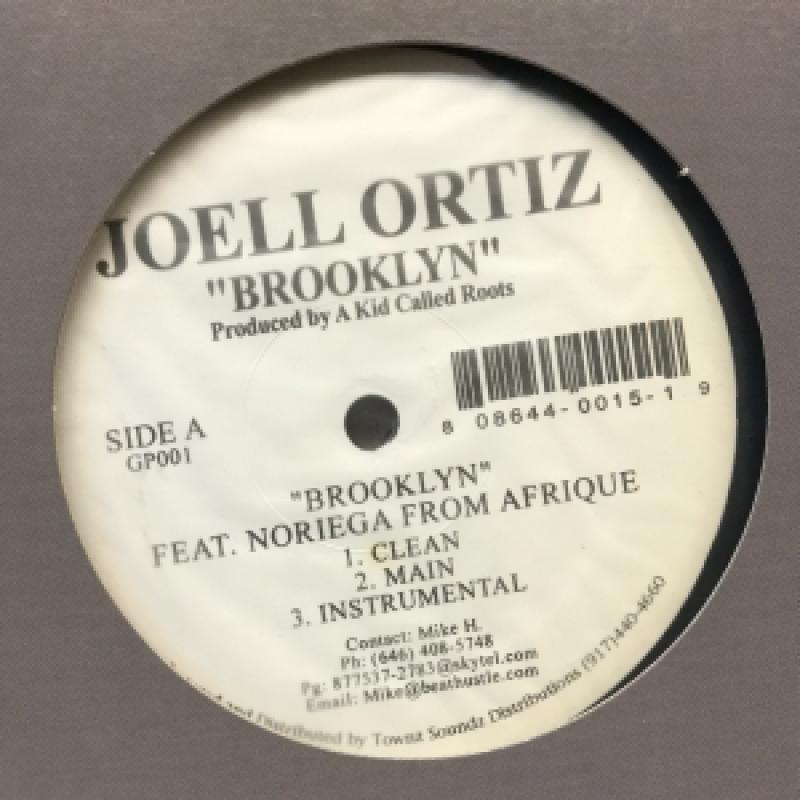 JOELL ORTIZ
"BROOKLYN"
Produced by A Kid Called Roots
8 08644-0015-1 9
SIDE A
GP001
"BROOKLYN"
FEAT. NORIEGA FROM AFRIQUE
1. CLEAN
2. MAIN
3. INSTRUMENTAL
Contact: Mike H.
Ph: (646) 408-5748
Pg: 877537-2783@skytel.com
Email: Mike@beathustle.com
and Distributed by Townz Soundz Distributions (917)440-4660